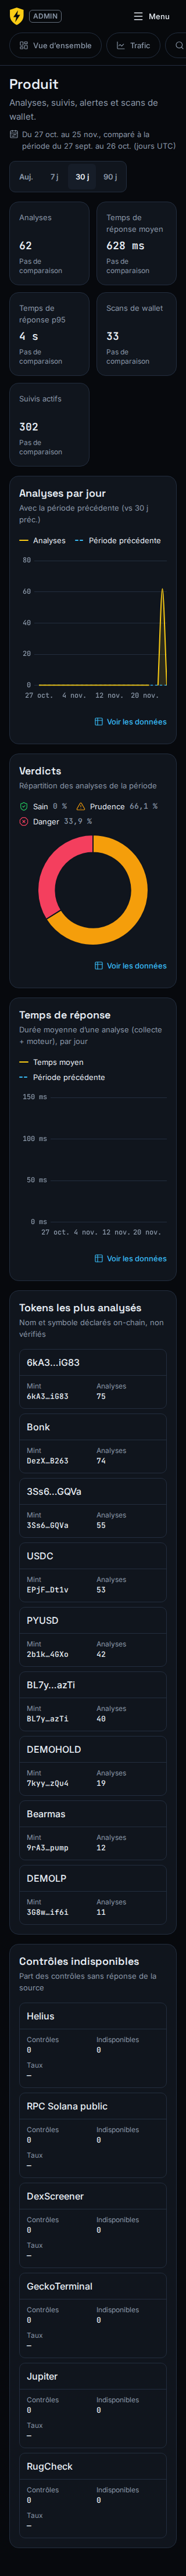 ADMIN
Menu
Vue d'ensemble
Trafic
Produit
Analyses, suivis, alertes et scans de
wallet.
Du 27 oct. au 25 nov., comparé à la
période du 27 sept. au 26 oct. (jours UTC)
Auj. 7 j 30 j 90 j
Analyses
62
Pas de
comparaison
Temps de
réponse moyen
628 ms
Pas de
comparaison
Temps de
réponse p95
4 s
Pas de
comparaison
Scans de wallet
33
Pas de
comparaison
Suivis actifs
302
Pas de
comparaison
Analyses par jour
Avec la période précédente (vs 30 j
préc.)
Analyses Période précédente
80
60
40
20
0
27 oct. 4 nov. 12 nov. 20 nov.
Voir les données
Verdicts
Répartition des analyses de la période
Sain 0 % Prudence 66,1 %
Danger 33,9 %
Voir les données
Temps de réponse
Durée moyenne d'une analyse (collecte
+ moteur), par jour
Temps moyen
Période précédente
150 ms
100 ms
50 ms
0 ms
27 oct. 4 nov. 12 nov. 20 nov.
Voir les données
Tokens les plus analysés
Nom et symbole déclarés on-chain, non
vérifiés
6kA3…iG83
Mint Analyses
6kA3…iG83 75
Bonk
Mint Analyses
DezX…B263 74
3Ss6…GQVa
Mint Analyses
3Ss6…GQVa 55
USDC
Mint Analyses
EPjF…Dt1v 53
PYUSD
Mint Analyses
2b1k…4GXo 42
BL7y…azTi
Mint Analyses
BL7y…azTi 40
DEMOHOLD
Mint Analyses
7kyy…zQu4 19
Bearmas
Mint Analyses
9rA3…pump 12
DEMOLP
Mint Analyses
3G8w…if6i 11
Contrôles indisponibles
Part des contrôles sans réponse de la
source
Helius
Contrôles Indisponibles
0 0
Taux
—
RPC Solana public
Contrôles Indisponibles
0 0
Taux
—
DexScreener
Contrôles Indisponibles
0 0
Taux
—
GeckoTerminal
Contrôles Indisponibles
0 0
Taux
—
Jupiter
Contrôles Indisponibles
0 0
Taux
—
RugCheck
Contrôles Indisponibles
0 0
Taux
—